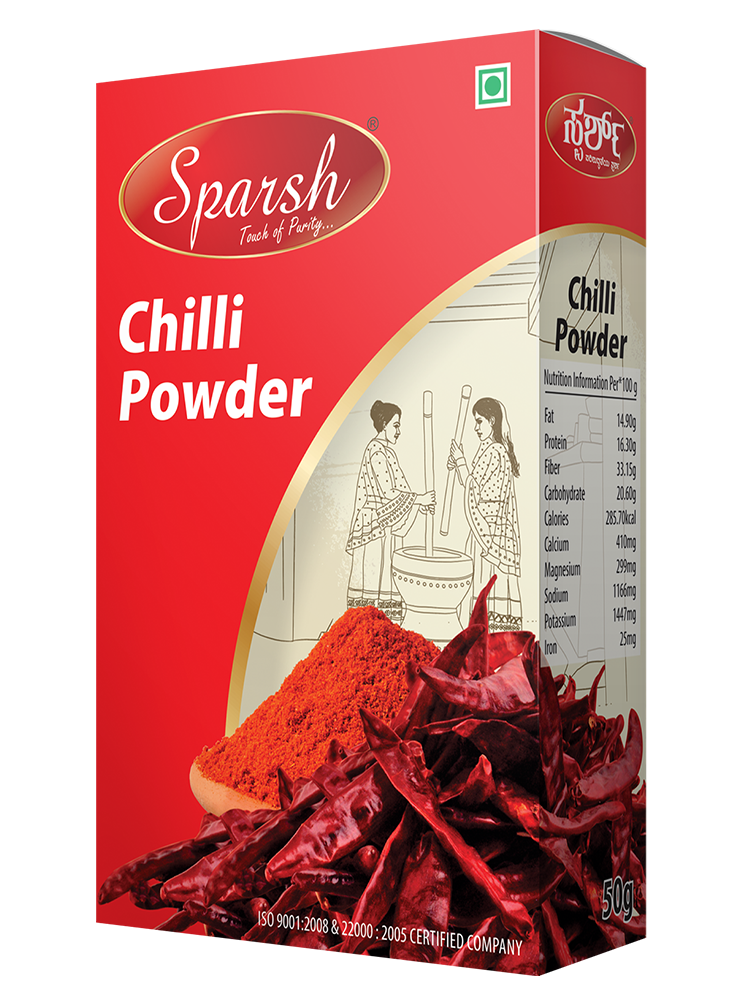 Sparsh
®
Touch of Purity...
Chilli
Powder
ISO 9001:2008 & 22000 : 2005 CERTIFIED COMPANY
ಸ್ಪರ್ಶ್
Chilli
Powder
Nutrition Information Per*100 g
Fat 14.90g
Protein 16.30g
Fiber 33.15g
Carbohydrate 20.60g
Calories 285.70kcal
Calcium 410mg
Magnesium 299mg
Sodium 1166mg
Potassium 1447mg
Iron 25mg
50g